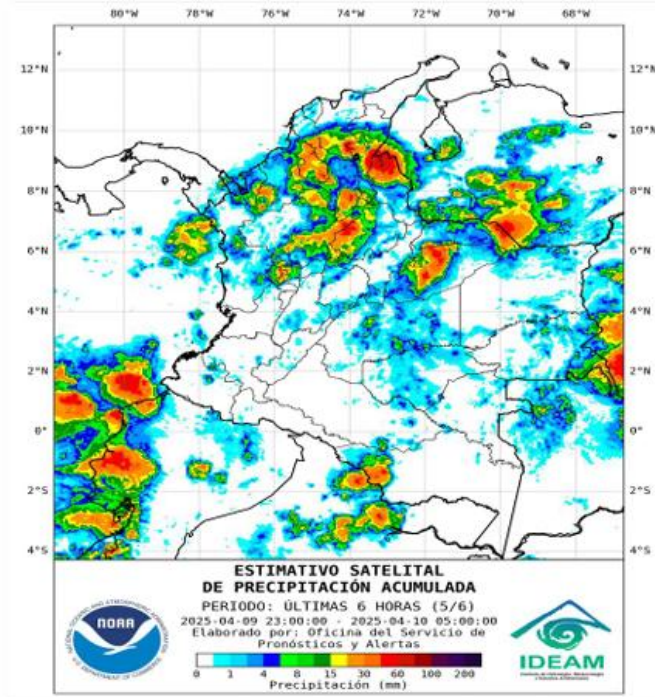 80°W 78°W 76°W 74°W 72°W 70°W 68°W
12°N 12°N
10°N 10°N
8°N 8°N
6°N 6°N
4°N 4°N
2°N 2°N
0° 0°
2°S 2°S
4°S 4°S
ESTIMATIVO SATELITAL
DE PRECIPITACIÓN ACUMULADA
PERIODO: ÚLTIMAS 6 HORAS (5/6)
2025-04-09 23:00:00 - 2025-04-10 05:00:00
Elaborado por: Oficina del Servicio de
Pronósticos y Alertas
NOAA
IDEAM
0 1 4 8 15 30 60 100 200
Precipitación (mm)